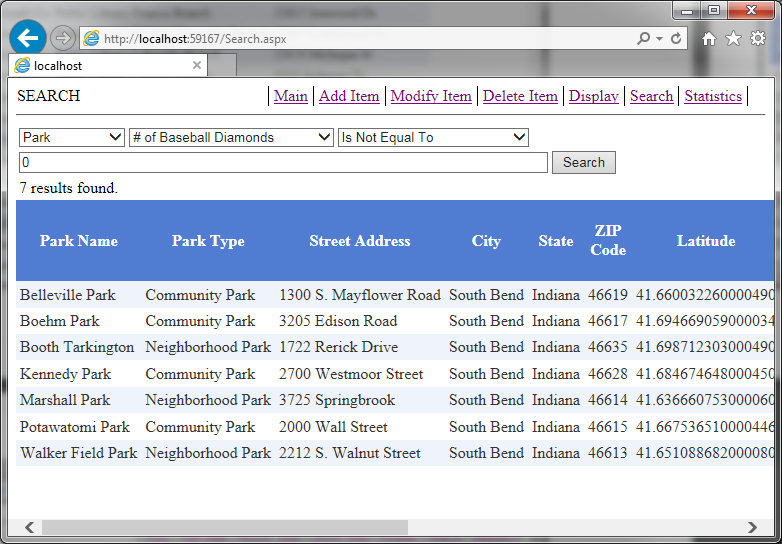 http://localhost:59167/Search.aspx
localhost
SEARCH | Main | Add Item | Modify Item | Delete Item | Display | Search | Statistics |
Park # of Baseball Diamonds Is Not Equal To
0 Search
7 results found.
Park Name Park Type Street Address City State ZIP Code Latitude
Belleville Park Community Park 1300 S. Mayflower Road South Bend Indiana 46619 41.660032260000490
Boehm Park Community Park 3205 Edison Road South Bend Indiana 46617 41.694669059000034
Booth Tarkington Neighborhood Park 1722 Rerick Drive South Bend Indiana 46635 41.698712303000490
Kennedy Park Community Park 2700 Westmoor Street South Bend Indiana 46628 41.684674648000450
Marshall Park Neighborhood Park 3725 Springbrook South Bend Indiana 46614 41.636660753000060
Potawatomi Park Community Park 2000 Wall Street South Bend Indiana 46615 41.667536510000446
Walker Field Park Neighborhood Park 2212 S. Walnut Street South Bend Indiana 46613 41.651088682000080